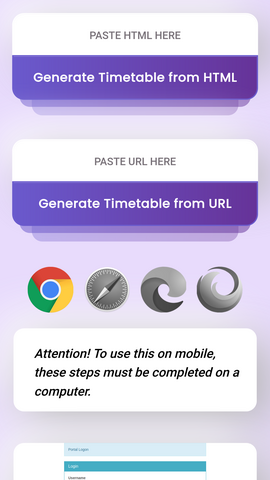 PASTE HTML HERE
Generate Timetable from HTML
PASTE URL HERE
Generate Timetable from URL
Attention! To use this on mobile,
these steps must be completed on a
computer.
Portal Login
Login
Username